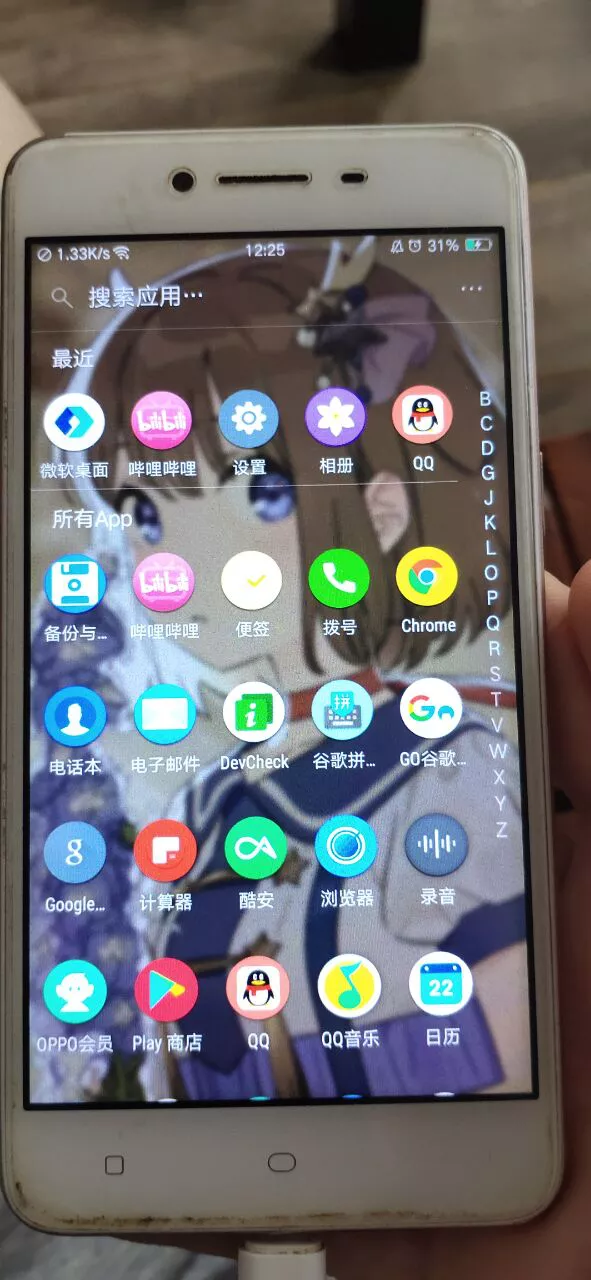 1.33K/s
12:25
31%
搜索应用…
最近
微软桌面
哔哩哔哩
设置
相册
QQ
所有App
备份与…
哔哩哔哩
便签
拨号
Chrome
电话本
电子邮件
DevCheck
谷歌拼…
GO谷歌…
Google…
计算器
酷安
浏览器
录音
OPPO会员
Play 商店
QQ
QQ音乐
日历
bilibili
bilibili
拼
i
g
22
B
C
D
G
J
K
L
O
P
Q
R
S
T
V
W
X
Y
Z